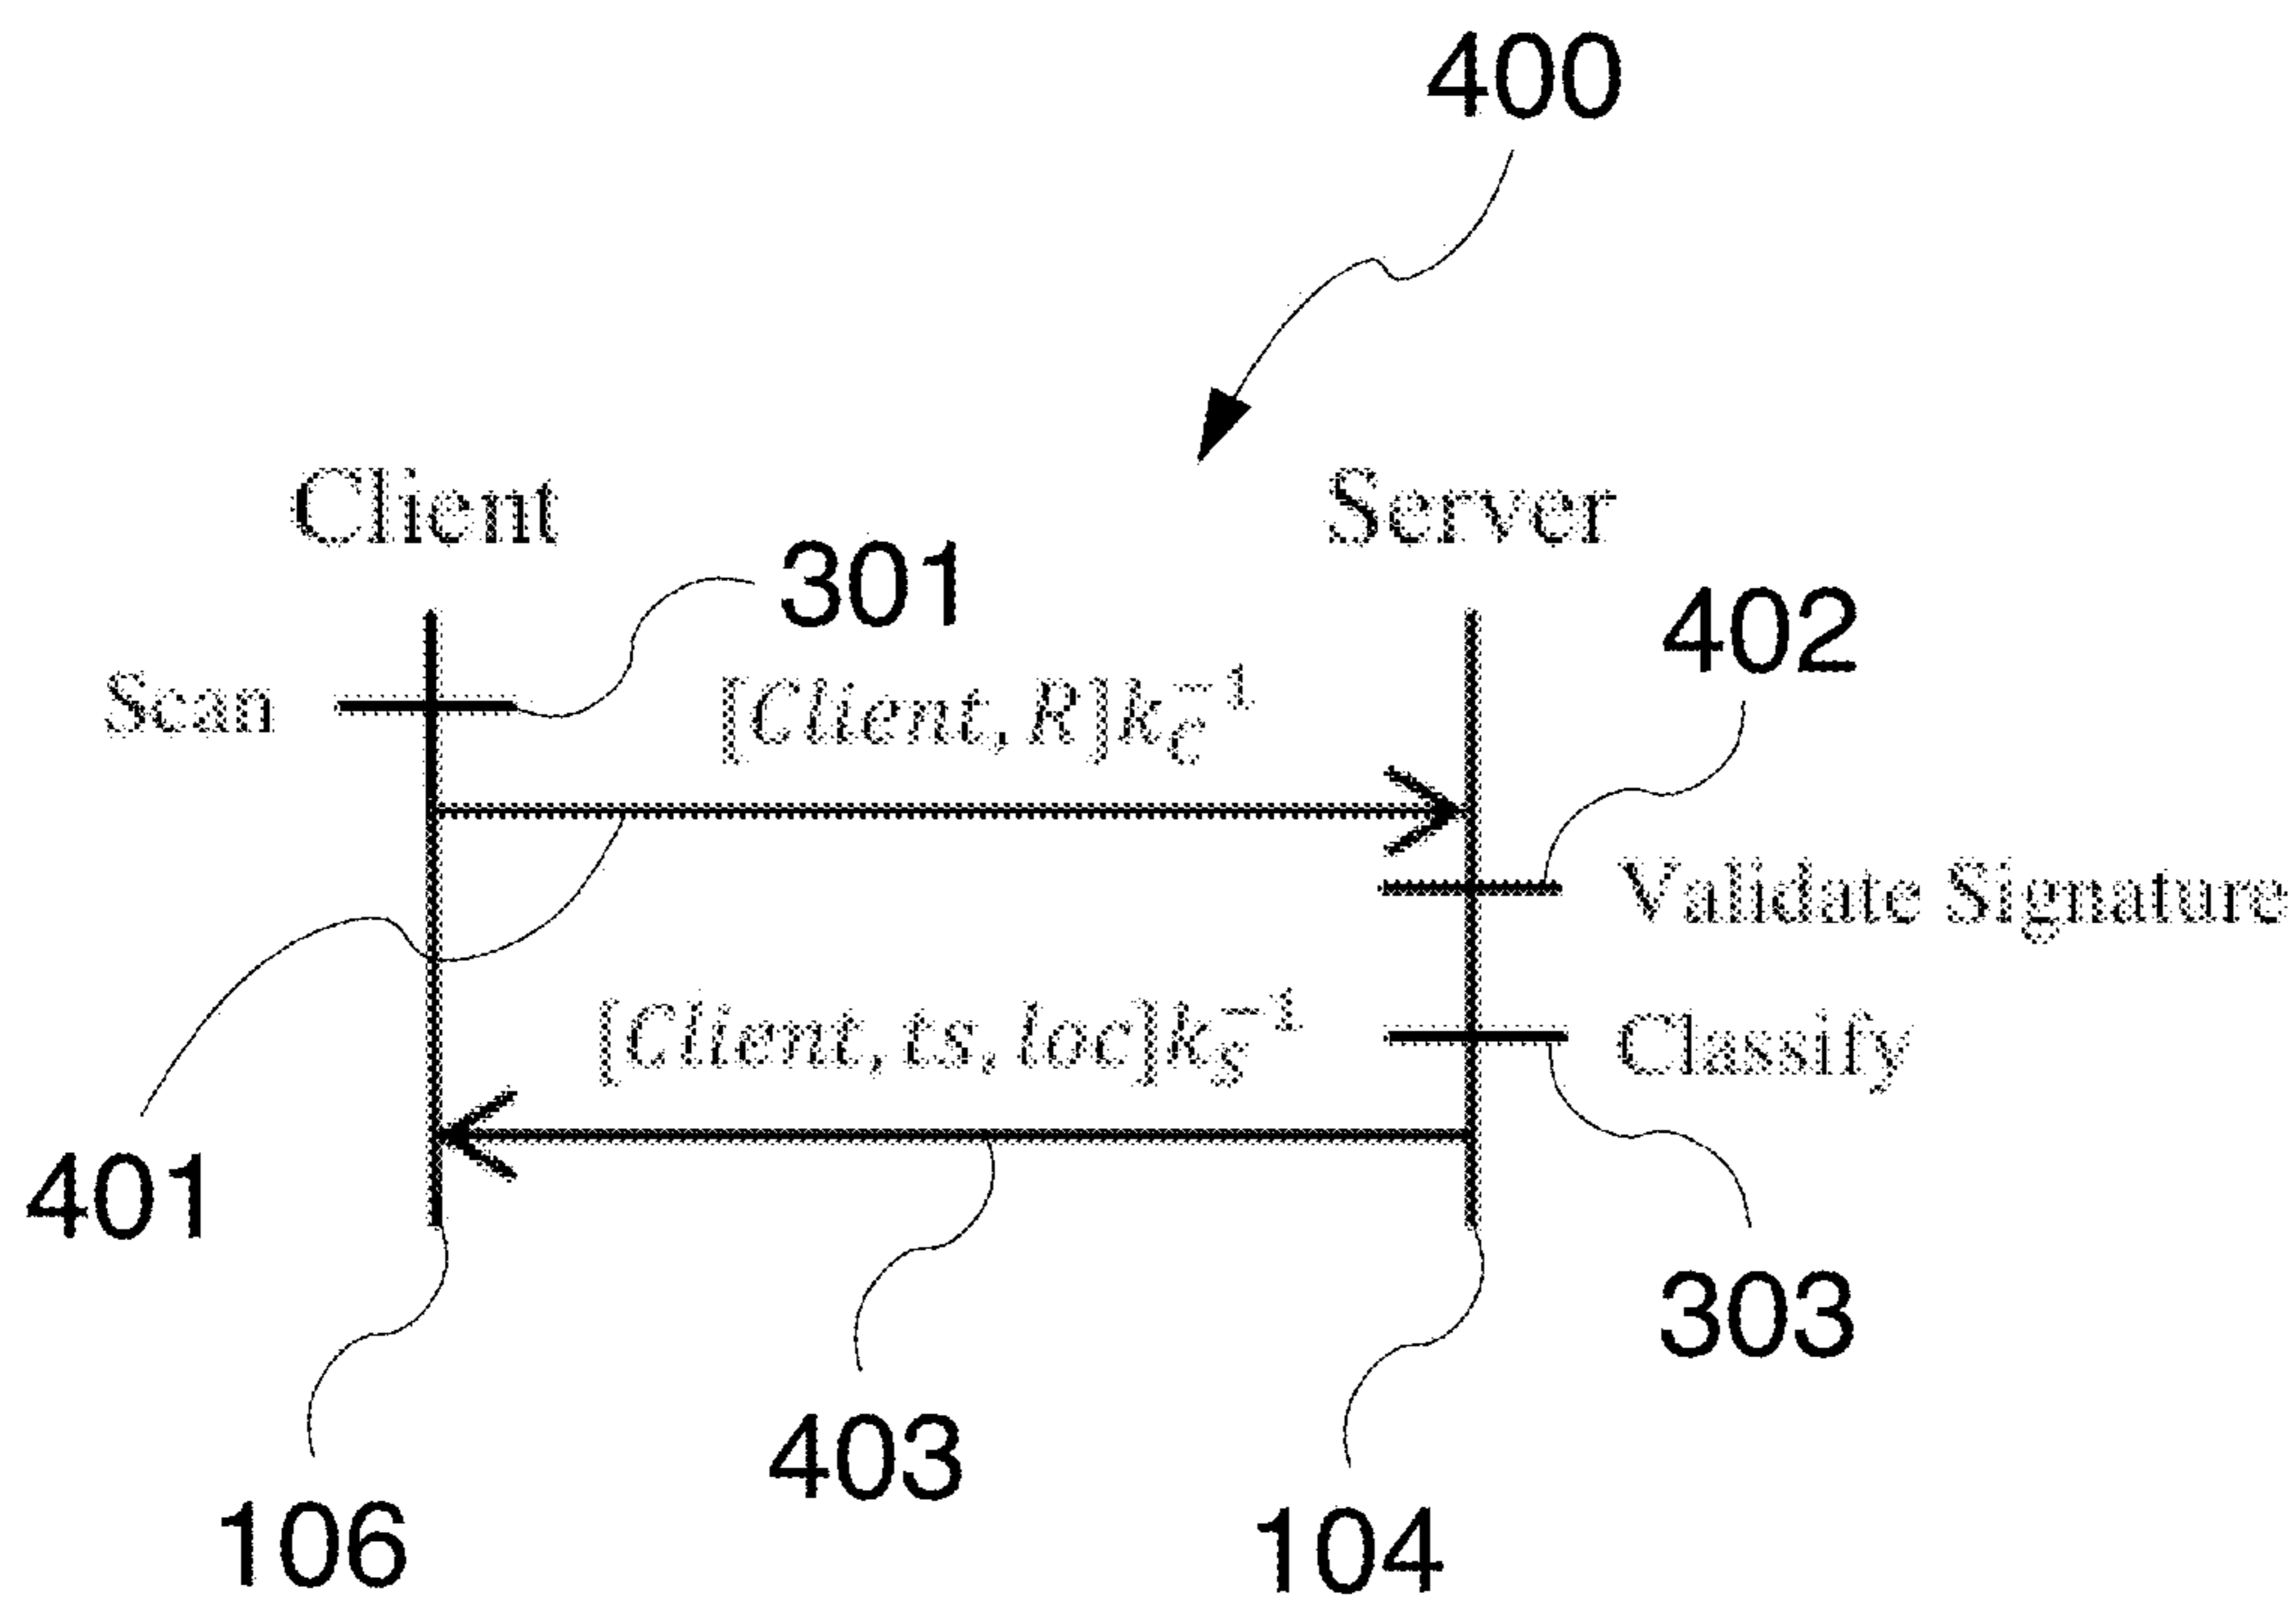 400
Client
Server
301
402
Scan
[Client, R]k_c^{-1}
Validate Signature
[Client, ts, loc]k_s^{-1}
Classify
401
303
403
106
104